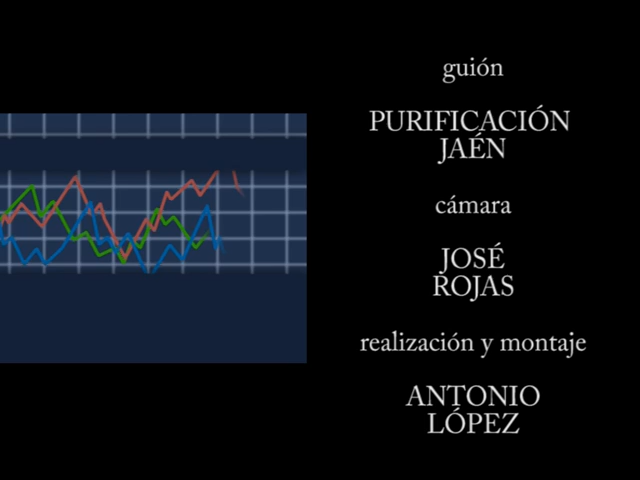 guión
PURIFICACIÓN
JAÉN
cámara
JOSÉ
ROJAS
realización y montaje
ANTONIO
LÓPEZ